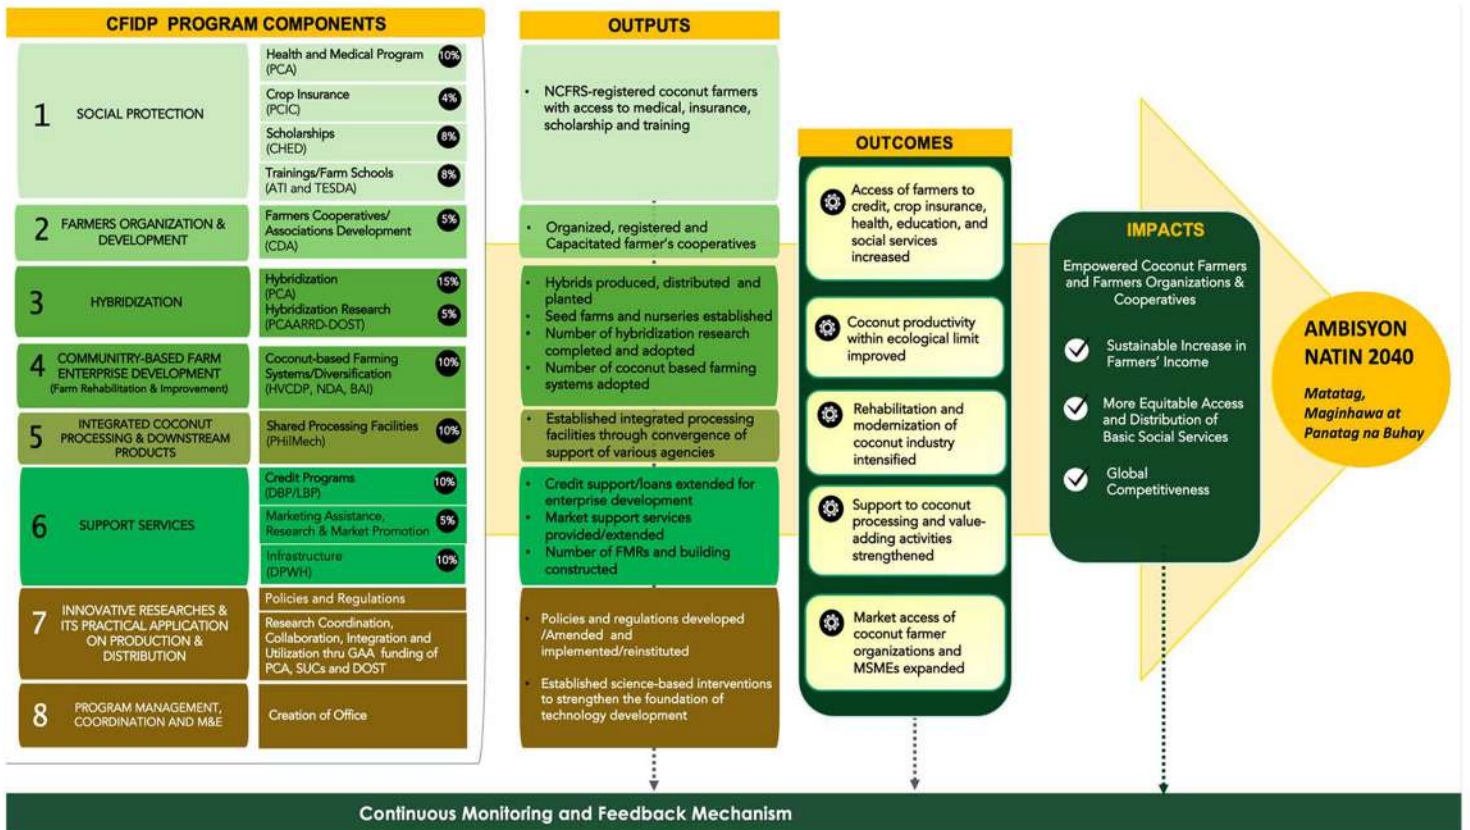 CFIDP PROGRAM COMPONENTS
1
SOCIAL PROTECTION
Health and Medical Program
(PCA)
10%
Crop Insurance
(PCIC)
4%
Scholarships
(CHED)
8%
Trainings/Farm Schools
(ATI and TESDA)
8%
2
FARMERS ORGANIZATION &
DEVELOPMENT
Farmers Cooperatives/
Associations Development
(CDA)
5%
3
HYBRIDIZATION
Hybridization
(PCA)
15%
Hybridization Research
(PCAARRD-DOST)
5%
4
COMMUNITRY-BASED FARM
ENTERPRISE DEVELOPMENT
(Farm Rehabilitation & Improvement)
Coconut-based Farming
Systems/Diversification
(HVCDP, NDA, BAI)
10%
5
INTEGRATED COCONUT
PROCESSING & DOWNSTREAM
PRODUCTS
Shared Processing Facilities
(PHilMech)
10%
6
SUPPORT SERVICES
Credit Programs
(DBP/LBP)
10%
Marketing Assistance,
Research & Market Promotion
5%
Infrastructure
(DPWH)
10%
7
INNOVATIVE RESEARCHES &
ITS PRACTICAL APPLICATION
ON PRODUCTION &
DISTRIBUTION
Policies and Regulations
Research Coordination,
Collaboration, Integration and
Utilization thru GAA funding of
PCA, SUCs and DOST
8
PROGRAM MANAGEMENT,
COORDINATION AND M&E
Creation of Office
OUTPUTS
• NCFRS-registered coconut farmers
with access to medical, insurance,
scholarship and training
• Organized, registered and
Capacitated farmer's cooperatives
• Hybrids produced, distributed and
planted
• Seed farms and nurseries established
• Number of hybridization research
completed and adopted
• Number of coconut based farming
systems adopted
• Established integrated processing
facilities through convergence of
support of various agencies
• Credit support/loans extended for
enterprise development
• Market support services
provided/extended
• Number of FMRs and building
constructed
• Policies and regulations developed
/Amended and
implemented/reinstituted
• Established science-based interventions
to strengthen the foundation of
technology development
OUTCOMES
Access of farmers to
credit, crop insurance,
health, education, and
social services
increased
Coconut productivity
within ecological limit
improved
Rehabilitation and
modernization of
coconut industry
intensified
Support to coconut
processing and value-
adding activities
strengthened
Market access of
coconut farmer
organizations and
MSMEs expanded
IMPACTS
Empowered Coconut Farmers
and Farmers Organizations &
Cooperatives
Sustainable Increase in
Farmers' Income
More Equitable Access
and Distribution of
Basic Social Services
Global
Competitiveness
AMBISYON
NATIN 2040
Matatag,
Maginhawa at
Panatag na Buhay
Continuous Monitoring and Feedback Mechanism